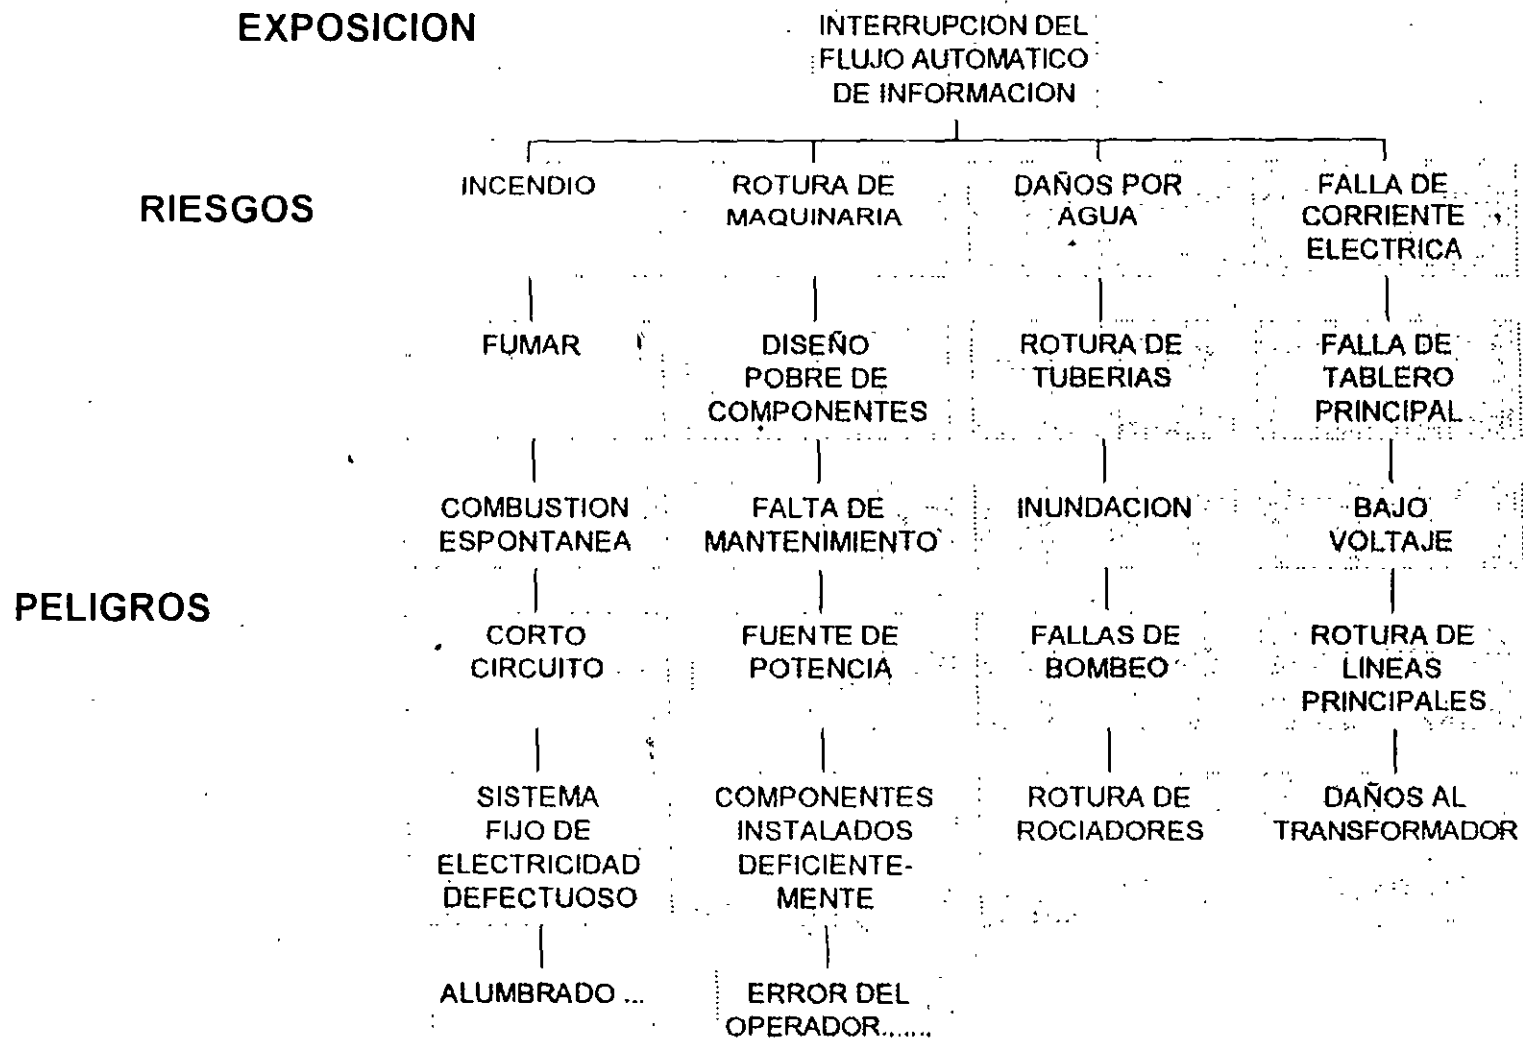 EXPOSICION
INTERRUPCION DEL
FLUJO AUTOMATICO
DE INFORMACION
RIESGOS
INCENDIO
ROTURA DE
MAQUINARIA
DAÑOS POR
AGUA
FALLA DE
CORRIENTE
ELECTRICA
FUMAR
DISEÑO
POBRE DE
COMPONENTES
ROTURA DE
TUBERIAS
FALLA DE
TABLERO
PRINCIPAL
COMBUSTION
ESPONTANEA
FALTA DE
MANTENIMIENTO
INUNDACION
BAJO
VOLTAJE
PELIGROS
CORTO
CIRCUITO
FUENTE DE
POTENCIA
FALLAS DE
BOMBEO
ROTURA DE
LINEAS
PRINCIPALES
SISTEMA
FIJO DE
ELECTRICIDAD
DEFECTUOSO
COMPONENTES
INSTALADOS
DEFICIENTE-
MENTE
ROTURA DE
ROCIADORES
DAÑOS AL
TRANSFORMADOR
ALUMBRADO ...
ERROR DEL
OPERADOR.......